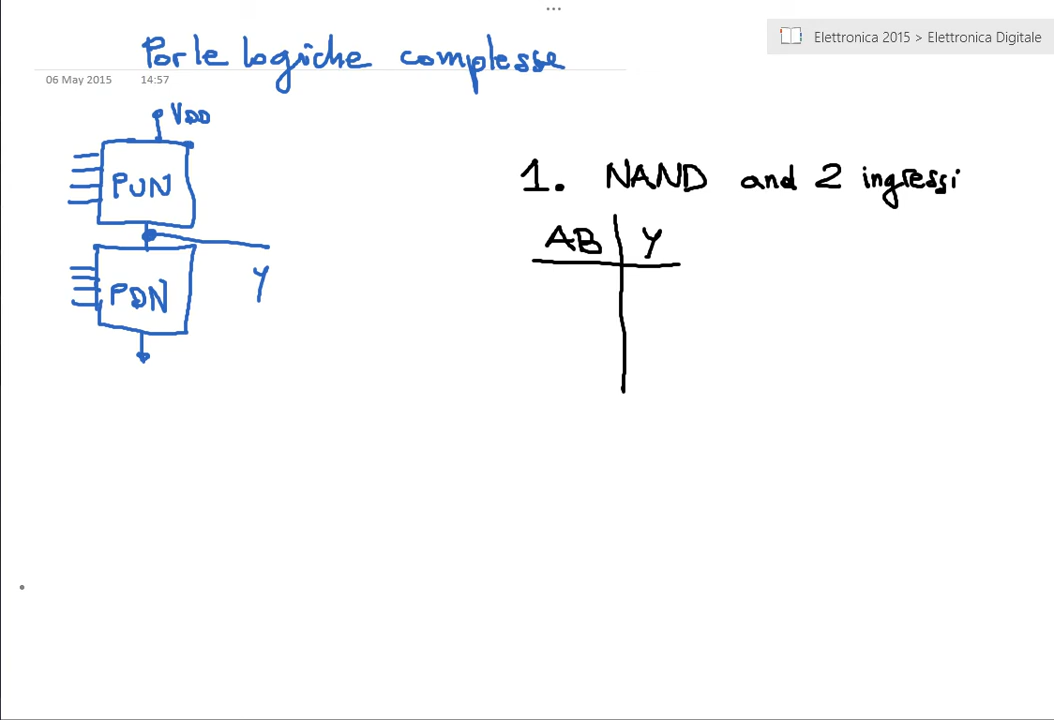 Elettronica 2015 > Elettronica Digitale
Porte logiche complesse
06 May 2015 14:57
VDD
PUN
PDN
Y
1. NAND and 2 ingressi
AB Y